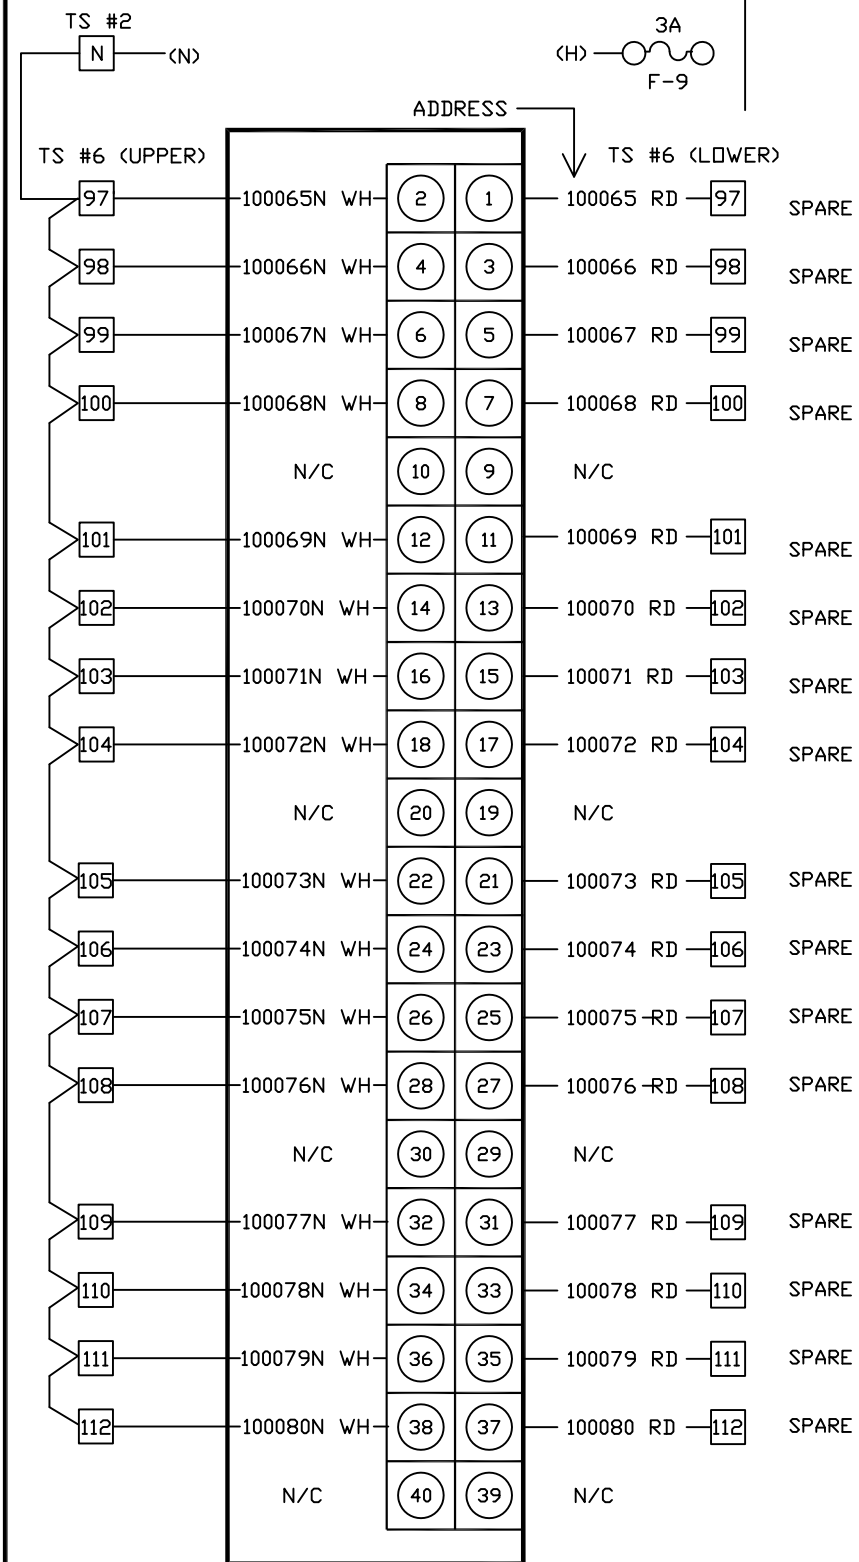 TS #2
N (N) (H) 3A
F-9
ADDRESS
TS #6 (UPPER) TS #6 (LOWER)
97 100065N WH 2 1 100065 RD 97 SPARE
98 100066N WH 4 3 100066 RD 98 SPARE
99 100067N WH 6 5 100067 RD 99 SPARE
100 100068N WH 8 7 100068 RD 100 SPARE
N/C 10 9 N/C
101 100069N WH 12 11 100069 RD 101 SPARE
102 100070N WH 14 13 100070 RD 102 SPARE
103 100071N WH 16 15 100071 RD 103 SPARE
104 100072N WH 18 17 100072 RD 104 SPARE
N/C 20 19 N/C
105 100073N WH 22 21 100073 RD 105 SPARE
106 100074N WH 24 23 100074 RD 106 SPARE
107 100075N WH 26 25 100075 RD 107 SPARE
108 100076N WH 28 27 100076 RD 108 SPARE
N/C 30 29 N/C
109 100077N WH 32 31 100077 RD 109 SPARE
110 100078N WH 34 33 100078 RD 110 SPARE
111 100079N WH 36 35 100079 RD 111 SPARE
112 100080N WH 38 37 100080 RD 112 SPARE
N/C 40 39 N/C